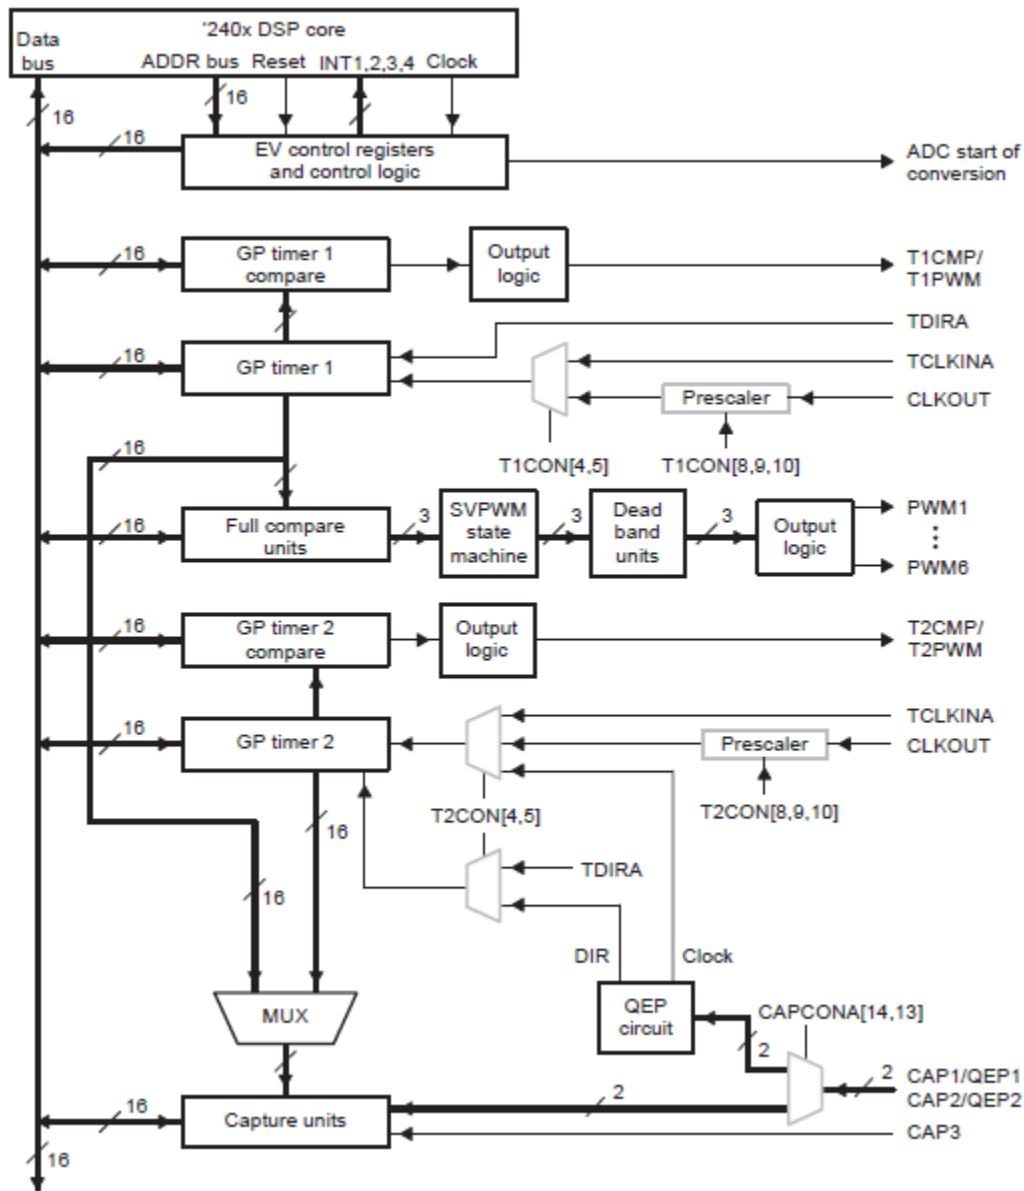 '240x DSP core
Data
bus
ADDR bus Reset INT1,2,3,4 Clock
16
16
16
EV control registers
and control logic
ADC start of
conversion
16
GP timer 1
compare
Output
logic
T1CMP/
T1PWM
TDIRA
16
GP timer 1
TCLKINA
Prescaler
CLKOUT
T1CON[4,5]
T1CON[8,9,10]
16
16
Full compare
units
3
SVPWM
state
machine
3
Dead
band
units
3
Output
logic
PWM1
PWM6
16
GP timer 2
compare
Output
logic
T2CMP/
T2PWM
TCLKINA
16
GP timer 2
Prescaler
CLKOUT
T2CON[4,5]
T2CON[8,9,10]
16
TDIRA
16
DIR
Clock
MUX
QEP
circuit
CAPCONA[14,13]
2
2
CAP1/QEP1
CAP2/QEP2
16
Capture units
2
CAP3
16